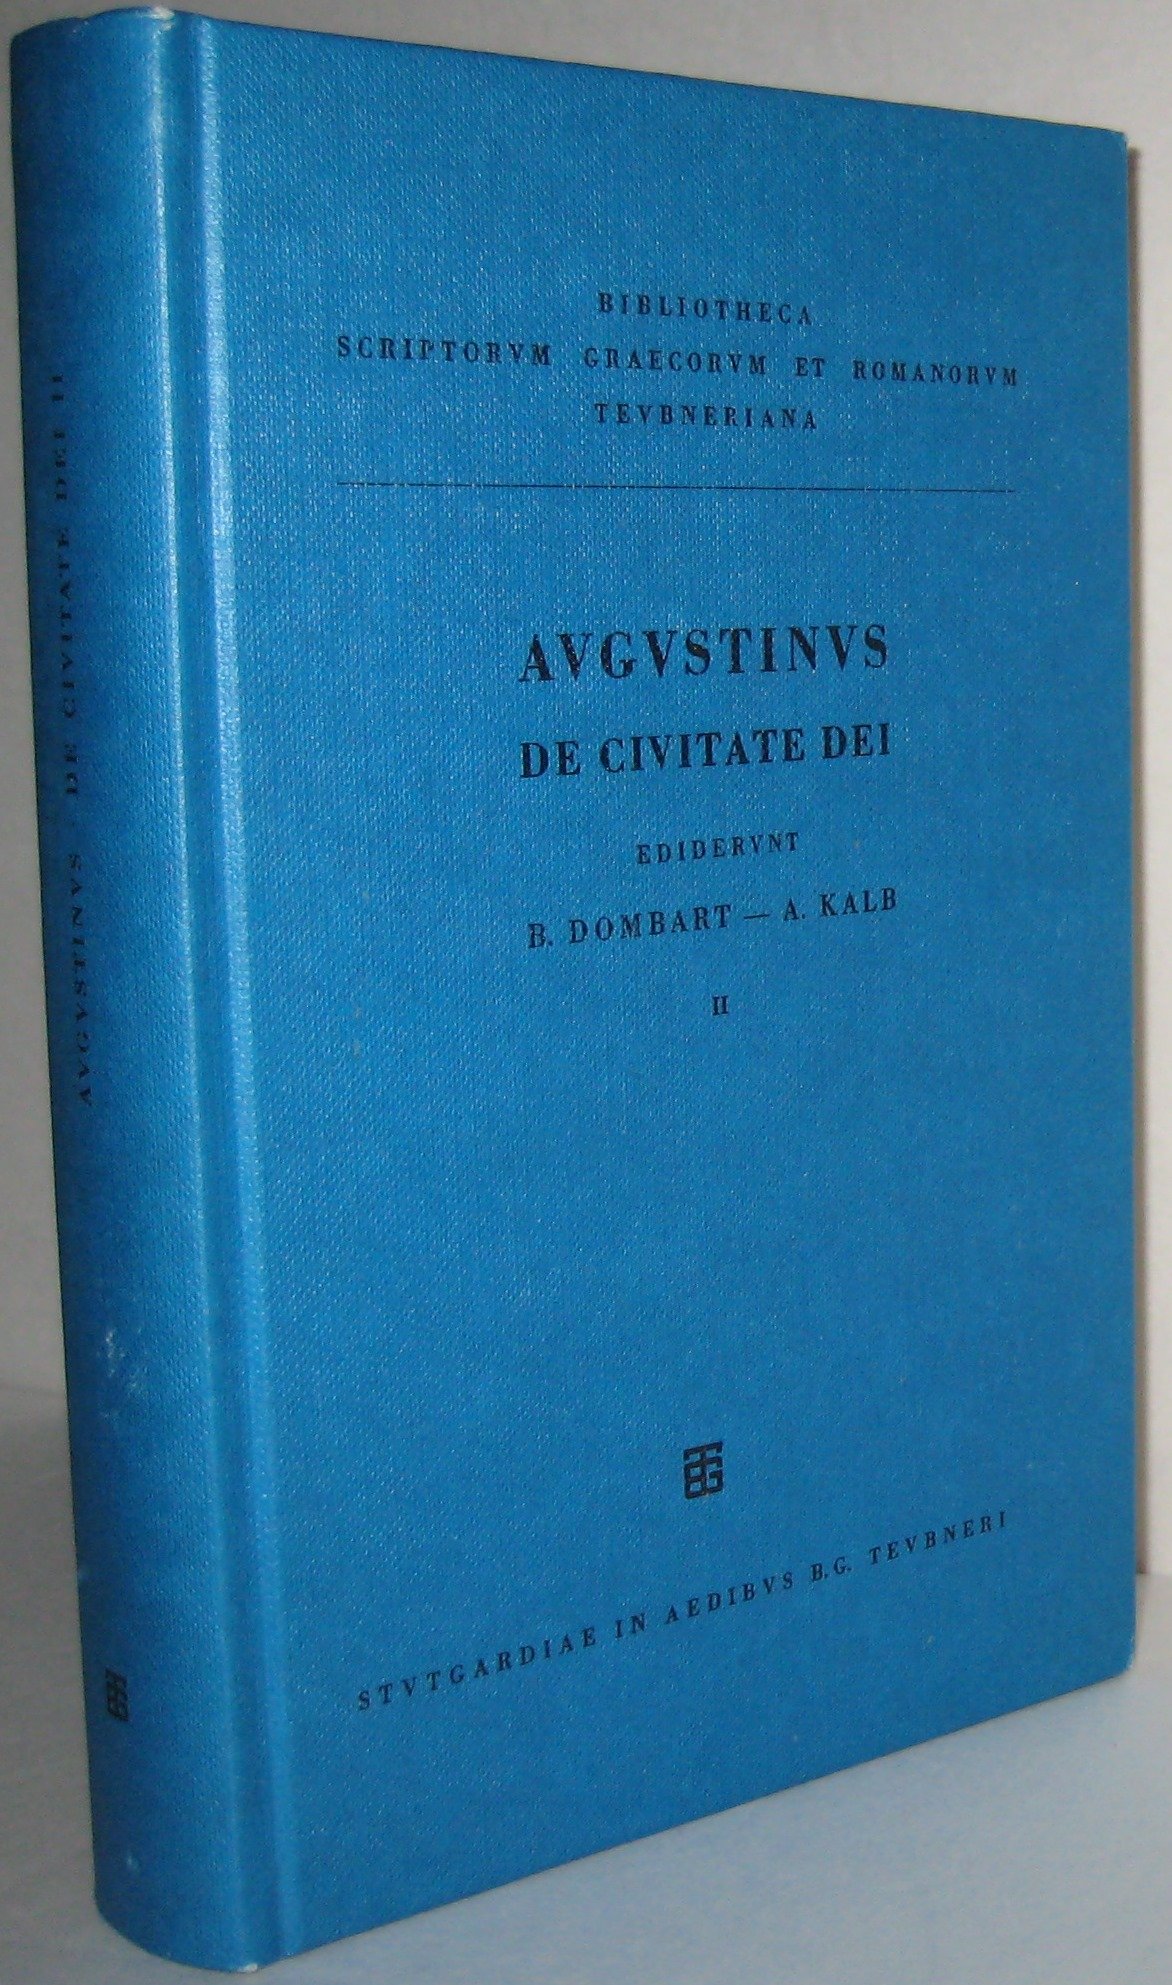 BIBLIOTHECA
SCRIPTORVM GRAECORVM ET ROMANORVM
TEVBNERIANA
AVGVSTINVS
DE CIVITATE DEI
EDIDERVNT
B. DOMBART — A. KALB
II
BTG
STVTGARDIAE IN AEDIBVS B.G. TEVBNERI
AVGVSTINVS DE CIVITATE DEI II